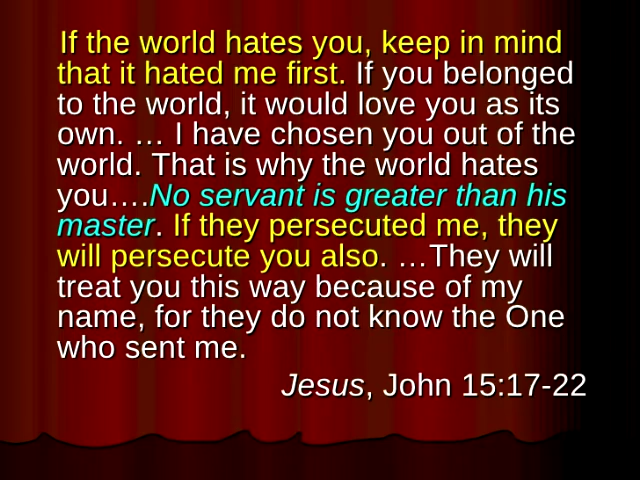 If the world hates you, keep in mind
that it hated me first. If you belonged
to the world, it would love you as its
own. … I have chosen you out of the
world. That is why the world hates
you….No servant is greater than his
master. If they persecuted me, they
will persecute you also. …They will
treat you this way because of my
name, for they do not know the One
who sent me.
Jesus, John 15:17-22